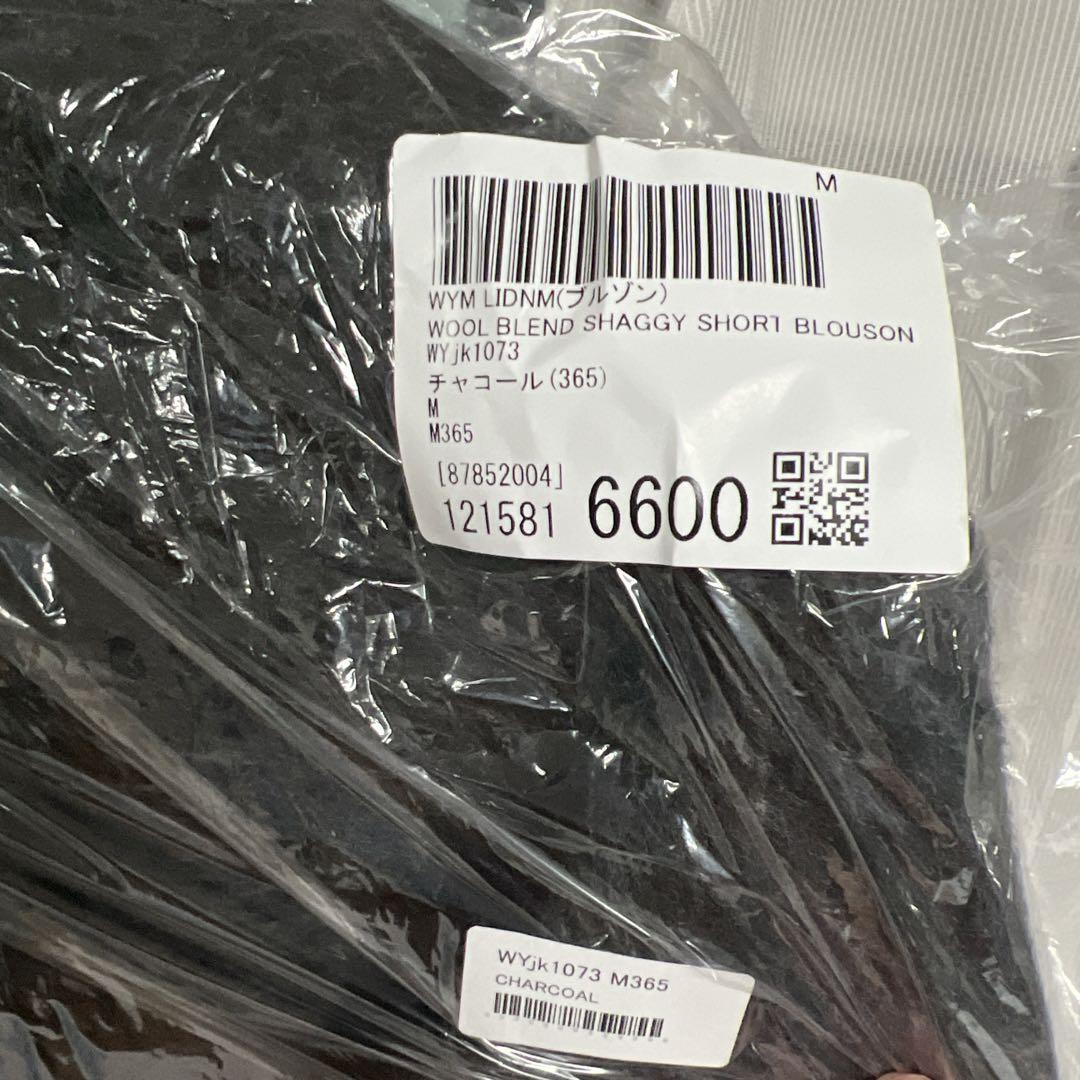 M
WYM LIDNM(ブルゾン)
WOOL BLEND SHAGGY SHORT BLOUSON
WYjk1073
チャコール(365)
M
M365
[87852004]
121581 6600
WYjk1073 M365
CHARCOAL